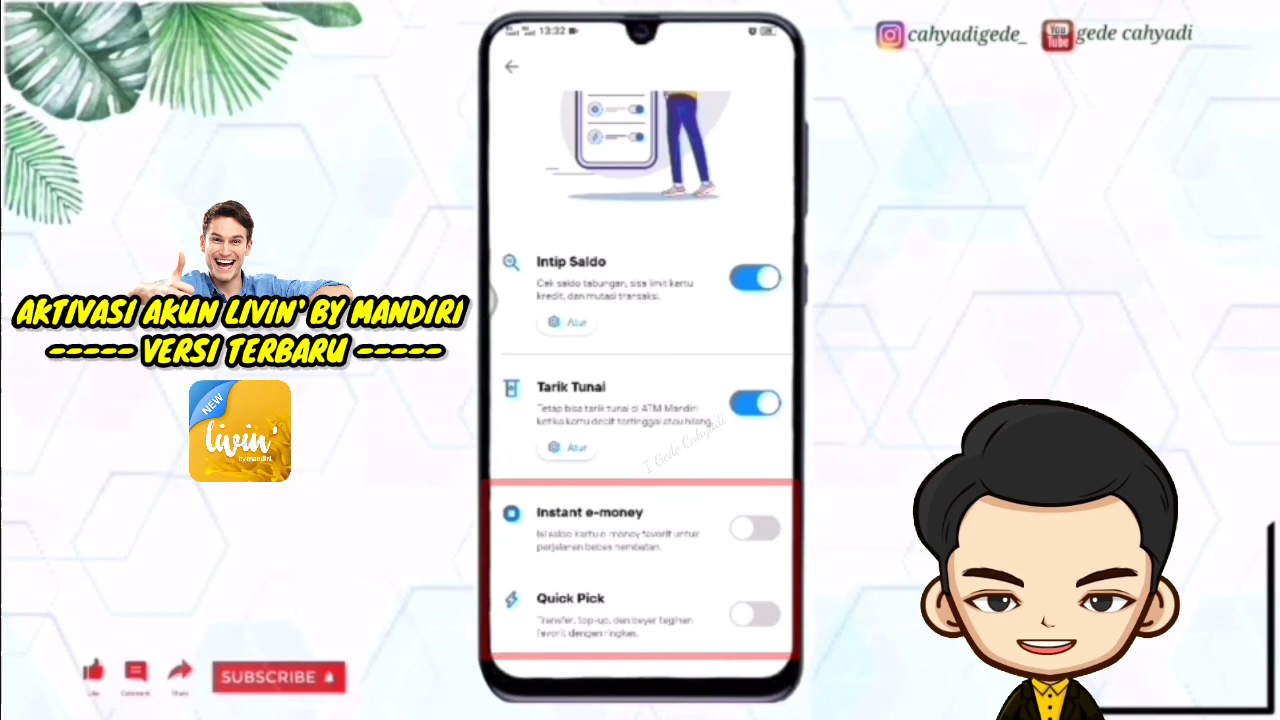 13:32
cahyadigede_
You
Tube
gede cahyadi
Intip Saldo
Cek saldo tabungan, sisa limit kartu
kredit, dan mutasi transaksi.
Atur
Tarik Tunai
Tetap bisa tarik tunai di ATM Mandiri
ketika kartu debit tertinggal atau hilang.
Atur
I Gede Cahyadi
Instant e-money
Isi saldo kartu e-money favorit untuk
perjalanan bebas hambatan.
Quick Pick
Transfer, top-up, dan bayar tagihan
favorit dengan ringkas.
AKTIVASI AKUN LIVIN' BY MANDIRI
----- VERSI TERBARU -----
NEW
livin'
by mandiri
Like
Comment
Share
SUBSCRIBE